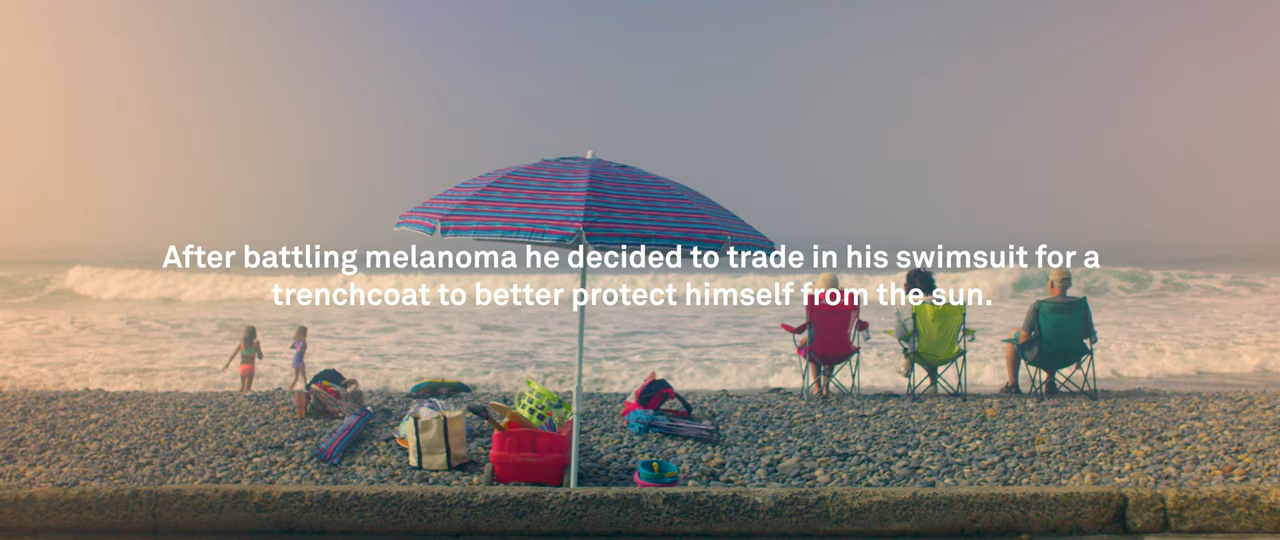 After battling melanoma he decided to trade in his swimsuit for a
trenchcoat to better protect himself from the sun.